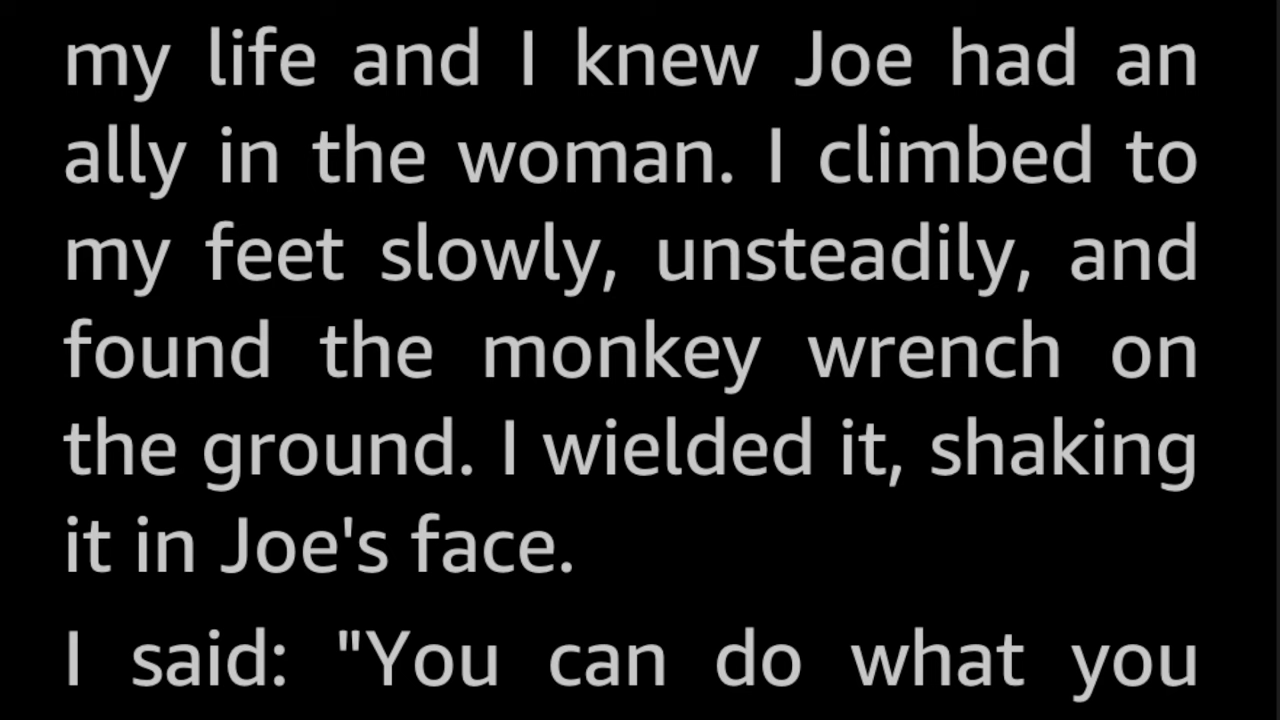 my life and I knew Joe had an
ally in the woman. I climbed to
my feet slowly, unsteadily, and
found the monkey wrench on
the ground. I wielded it, shaking
it in Joe's face.
I said: "You can do what you